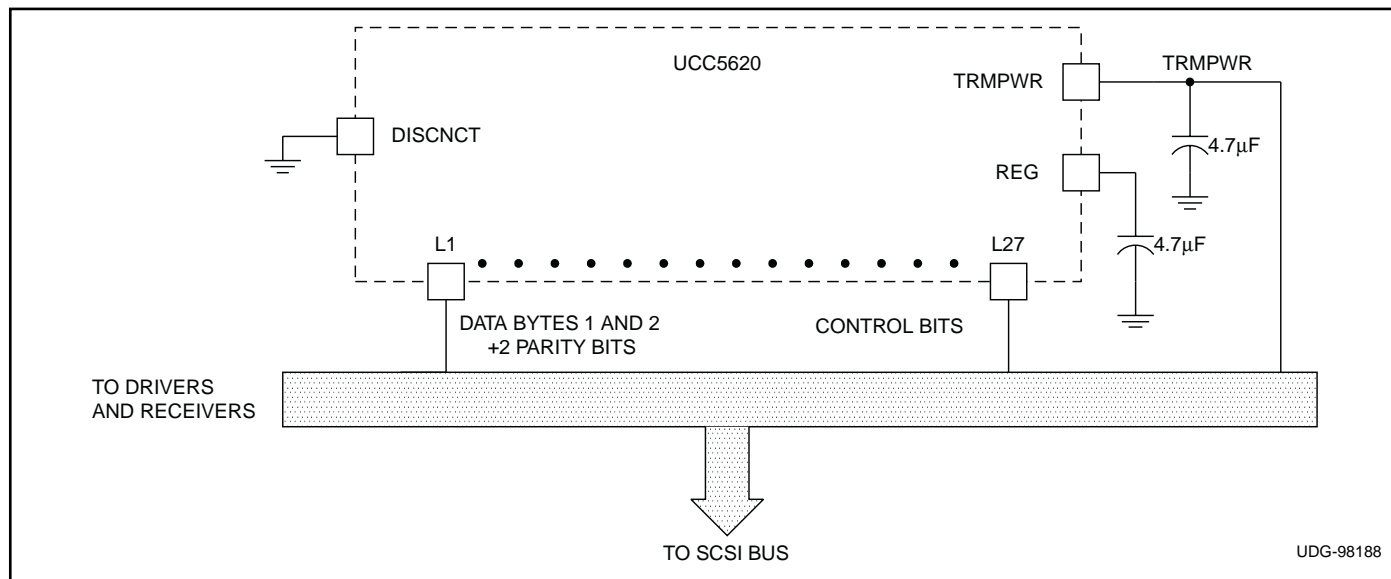 UCC5620
TRMPWR
TRMPWR
DISCNCT
4.7µF
REG
L1
L27
4.7µF
DATA BYTES 1 AND 2
+2 PARITY BITS
CONTROL BITS
TO DRIVERS
AND RECEIVERS
TO SCSI BUS
UDG-98188